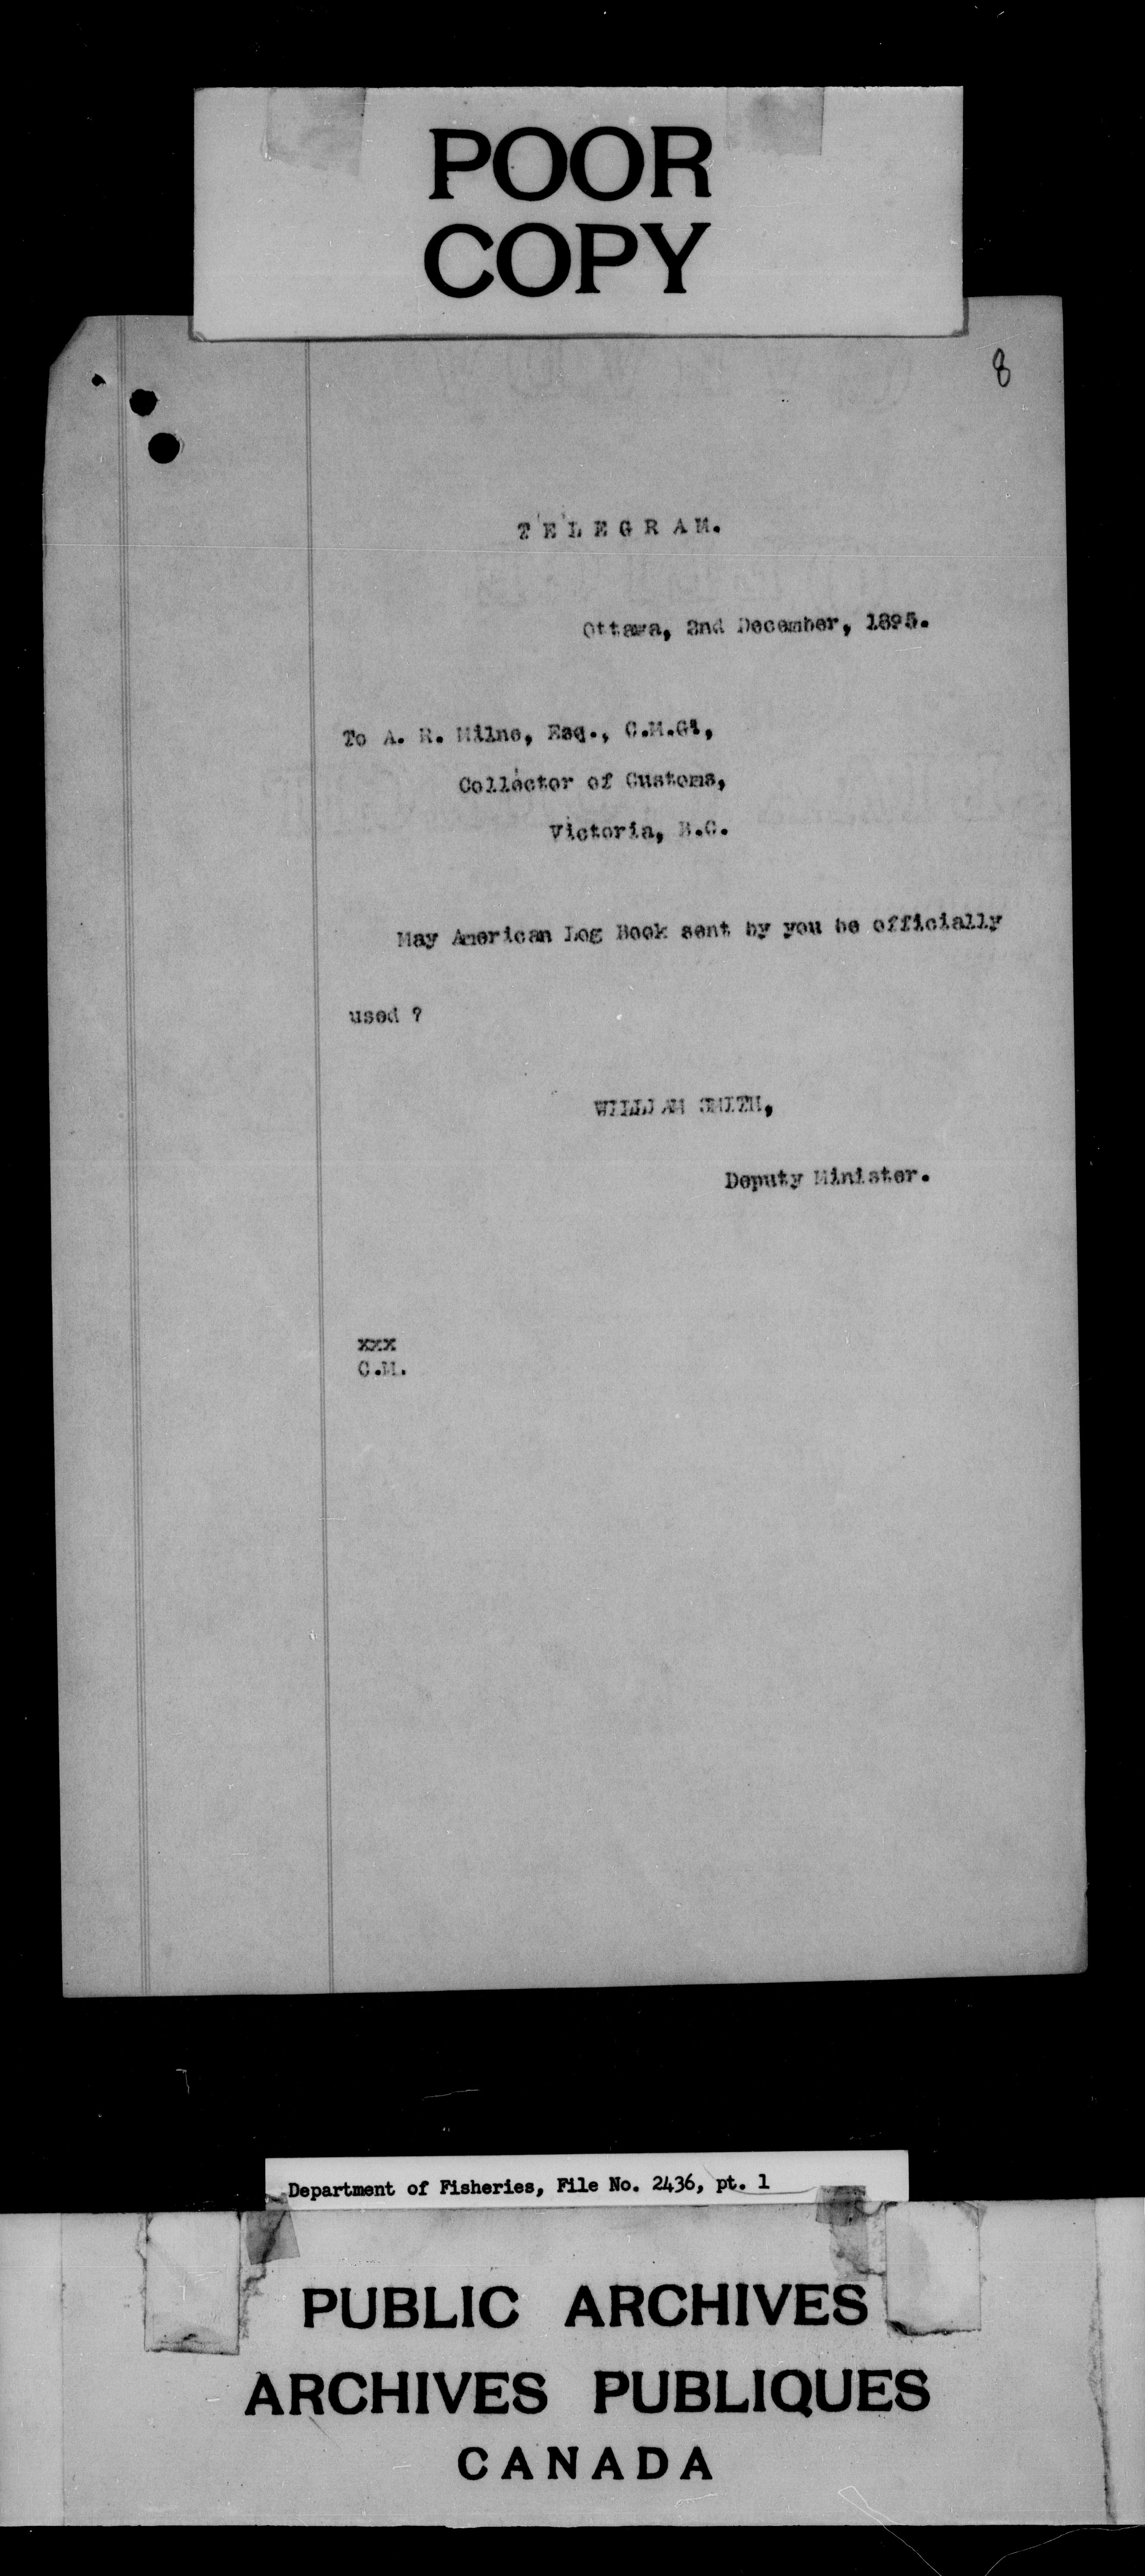 POOR
COPY
8
TELEGRAM.
Ottawa, 2nd December, 1895.
To A. R. Milne, Esq., C.M.G.,
Collector of Customs,
Victoria, B.C.
May American Log Book sent by you be officially
used ?
WILLIAM SMITH,
Deputy Minister.
xxx
C.M.
Department of Fisheries, File No. 2436, pt. 1
PUBLIC ARCHIVES
ARCHIVES PUBLIQUES
CANADA